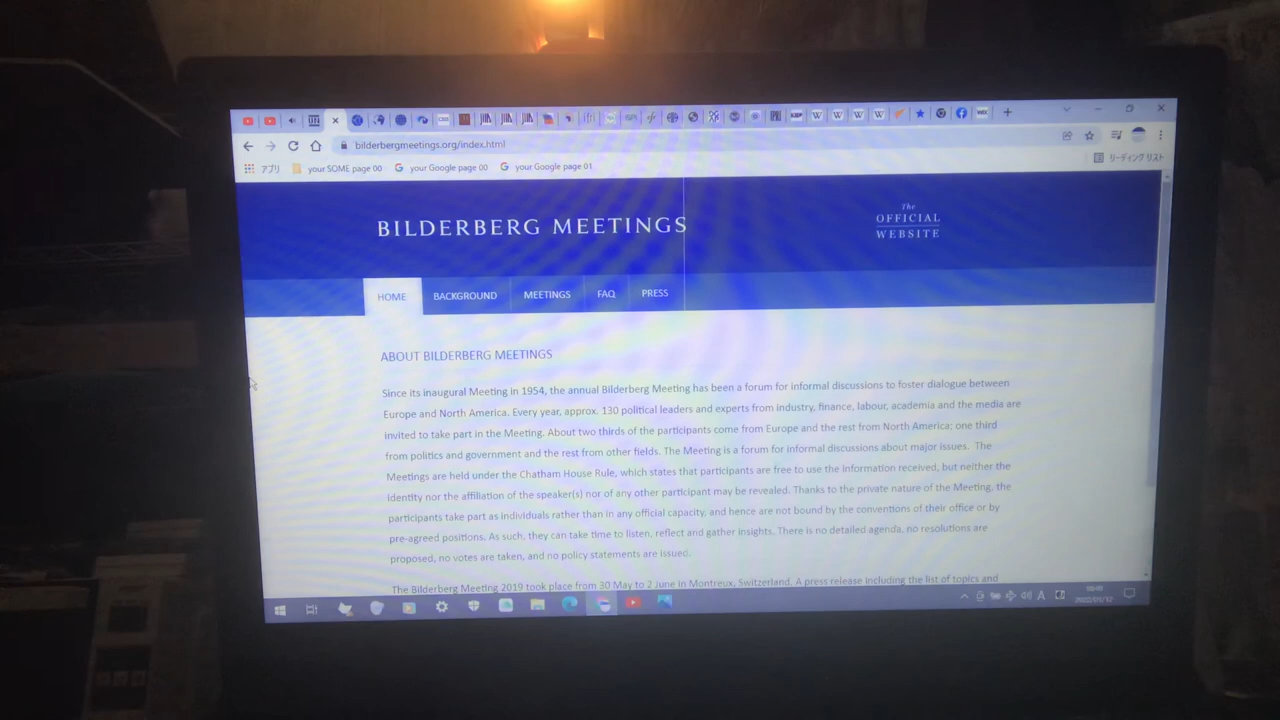 bilderbergmeetings.org/index.html
アプリ your SOME page 00 your Google page 00 your Google page 01 リーディング リスト
BILDERBERG MEETINGS
The
OFFICIAL
WEBSITE
HOME BACKGROUND MEETINGS FAQ PRESS
ABOUT BILDERBERG MEETINGS
Since its inaugural Meeting in 1954, the annual Bilderberg Meeting has been a forum for informal discussions to foster dialogue between
Europe and North America. Every year, approx. 130 political leaders and experts from industry, finance, labour, academia and the media are
invited to take part in the Meeting. About two thirds of the participants come from Europe and the rest from North America; one third
from politics and government and the rest from other fields. The Meeting is a forum for informal discussions about major issues. The
Meetings are held under the Chatham House Rule, which states that participants are free to use the information received, but neither the
identity nor the affiliation of the speaker(s) nor of any other participant may be revealed. Thanks to the private nature of the Meeting, the
participants take part as individuals rather than in any official capacity, and hence are not bound by the conventions of their office or by
pre-agreed positions. As such, they can take time to listen, reflect and gather insights. There is no detailed agenda, no resolutions are
proposed, no votes are taken, and no policy statements are issued.
The Bilderberg Meeting 2019 took place from 30 May to 2 June in Montreux, Switzerland. A press release including the list of topics and
A